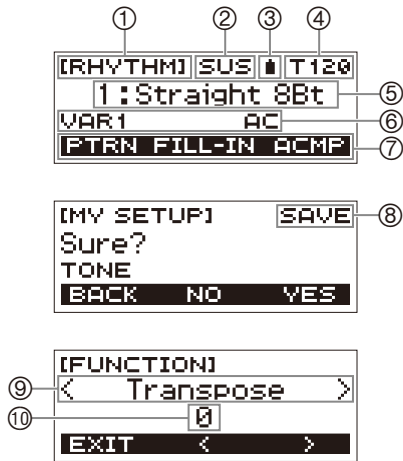 ① ② ③ ④
[RHYTHM] SUS T120
1:Straight 8Bt ⑤
VAR1 AC ⑥
PTRN FILL-IN ACMP ⑦
[MY SETUP] SAVE ⑧
Sure?
TONE
BACK NO YES
[FUNCTION]
⑨ < Transpose >
⑩ 0
EXIT < >